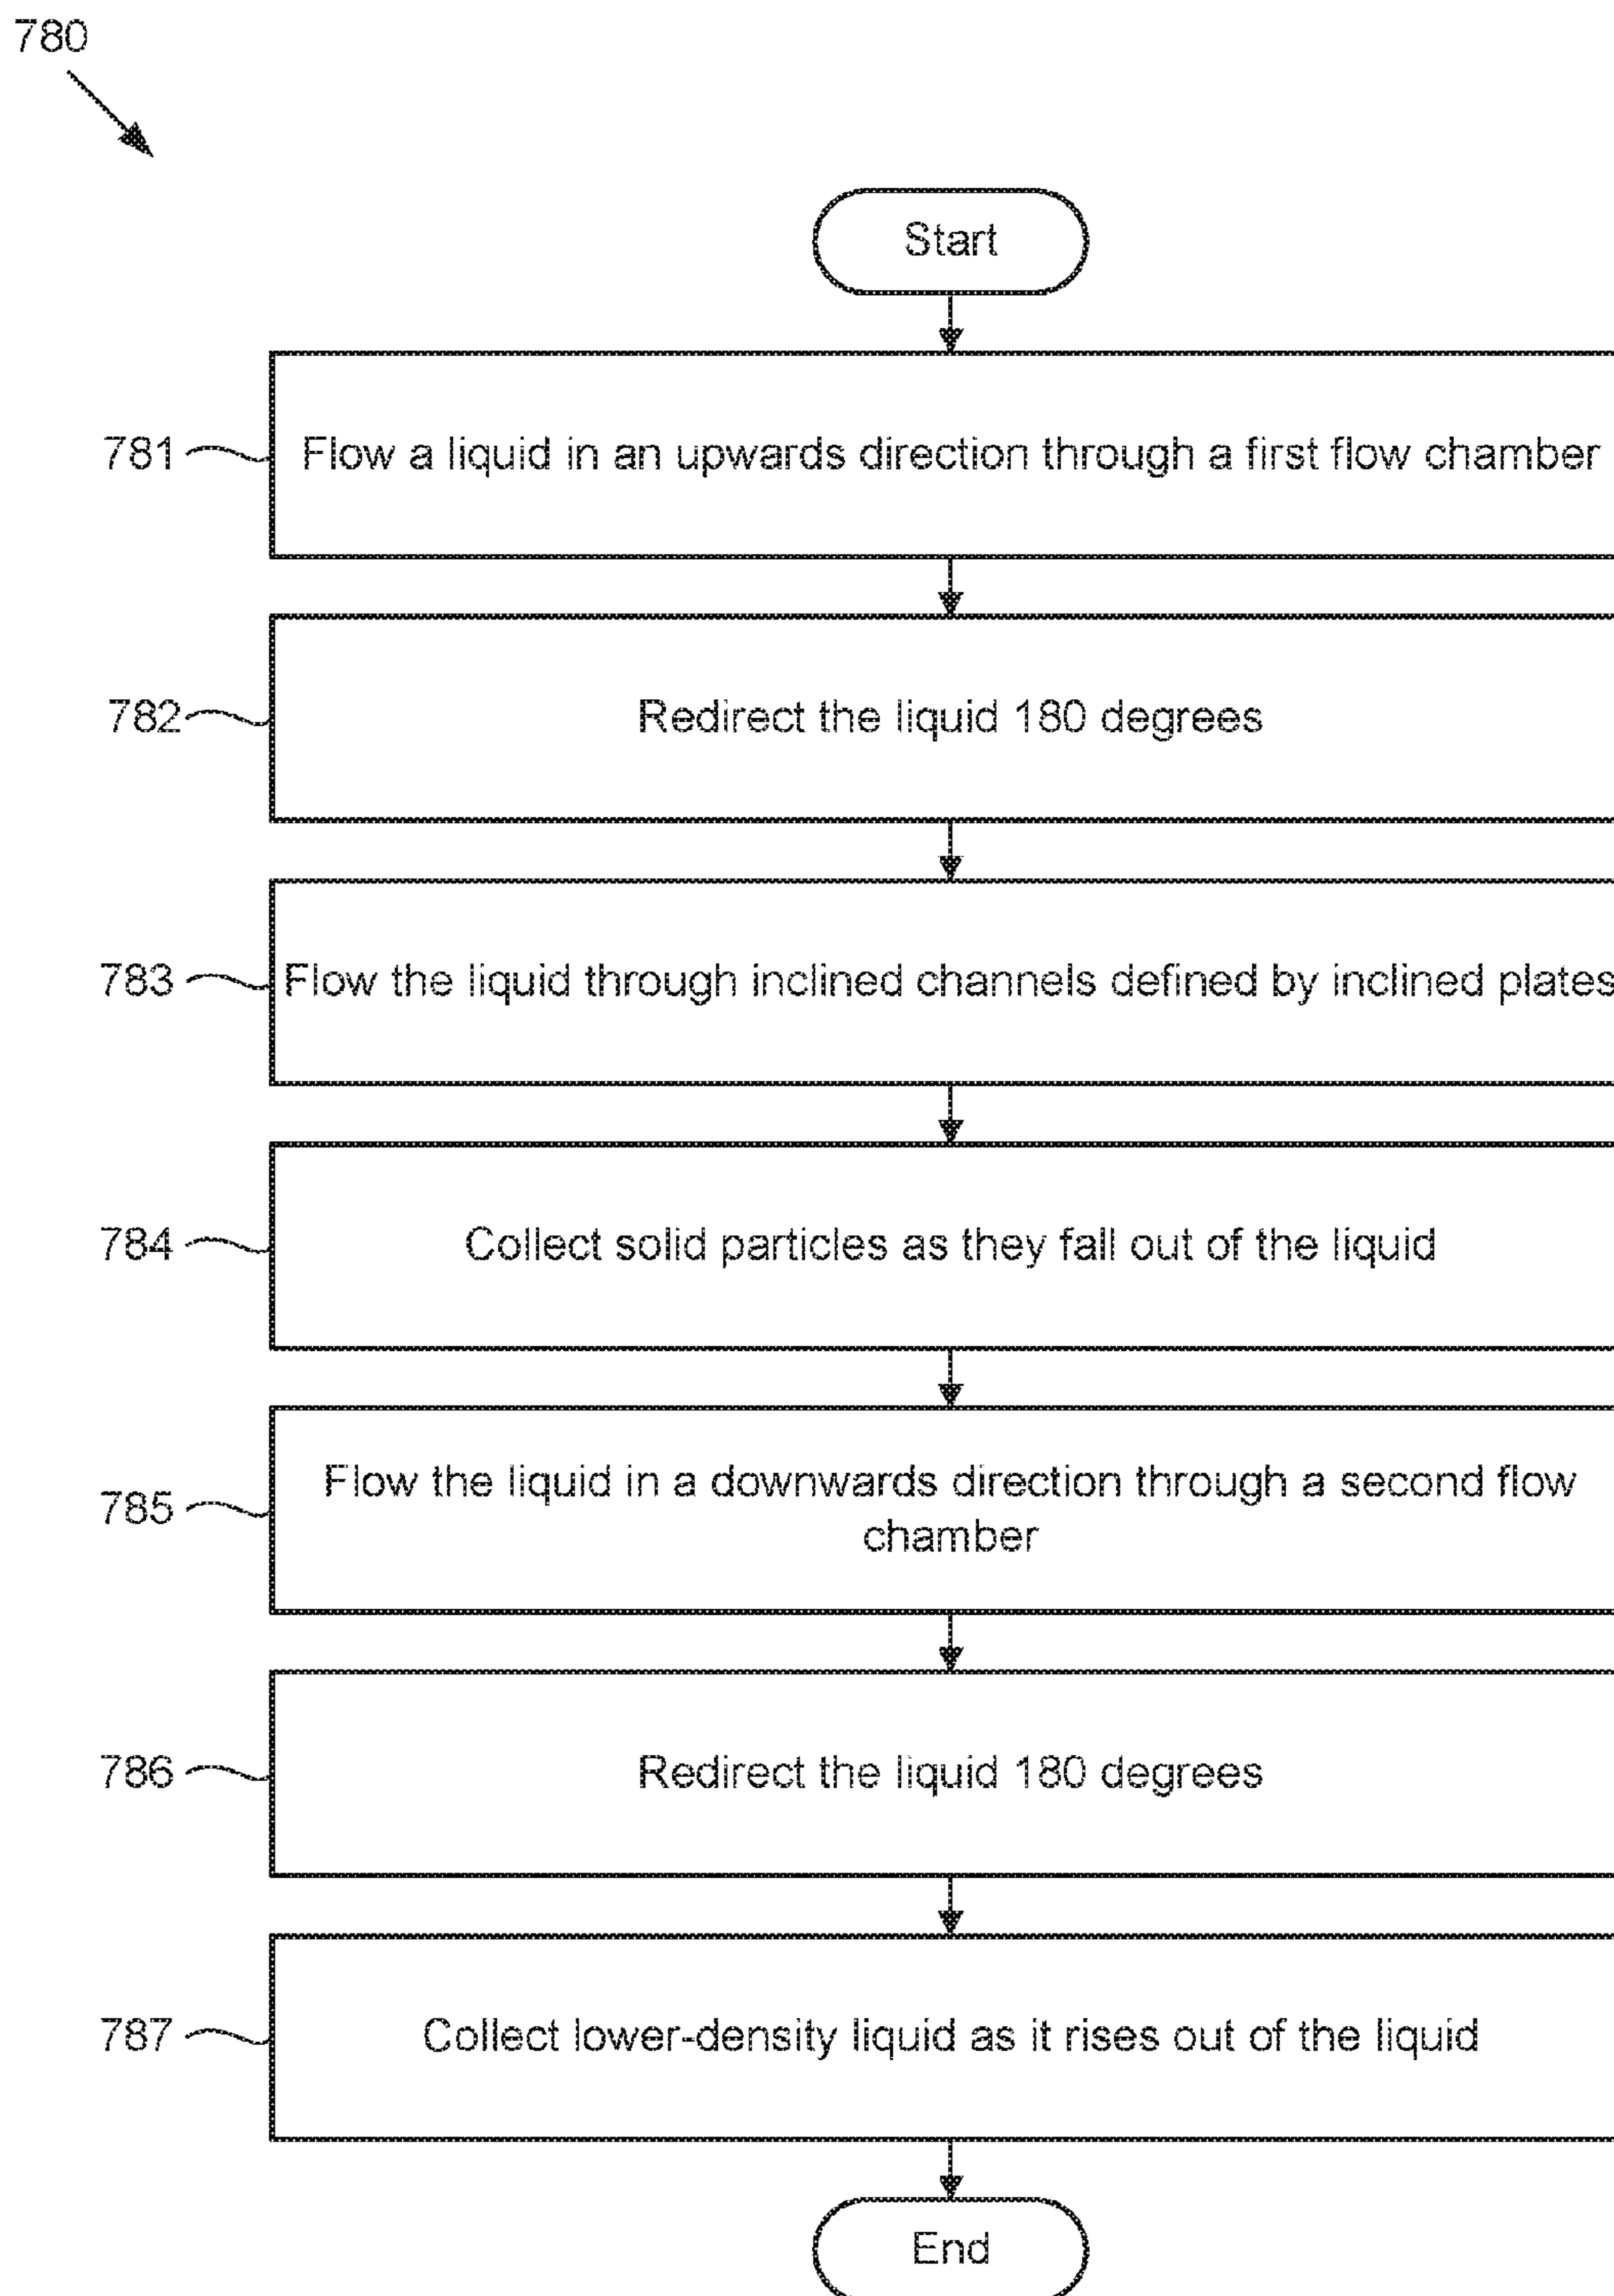 780
Start
781
Flow a liquid in an upwards direction through a first flow chamber
782
Redirect the liquid 180 degrees
783
Flow the liquid through inclined channels defined by inclined plates
784
Collect solid particles as they fall out of the liquid
785
Flow the liquid in a downwards direction through a second flow
chamber
786
Redirect the liquid 180 degrees
787
Collect lower-density liquid as it rises out of the liquid
End